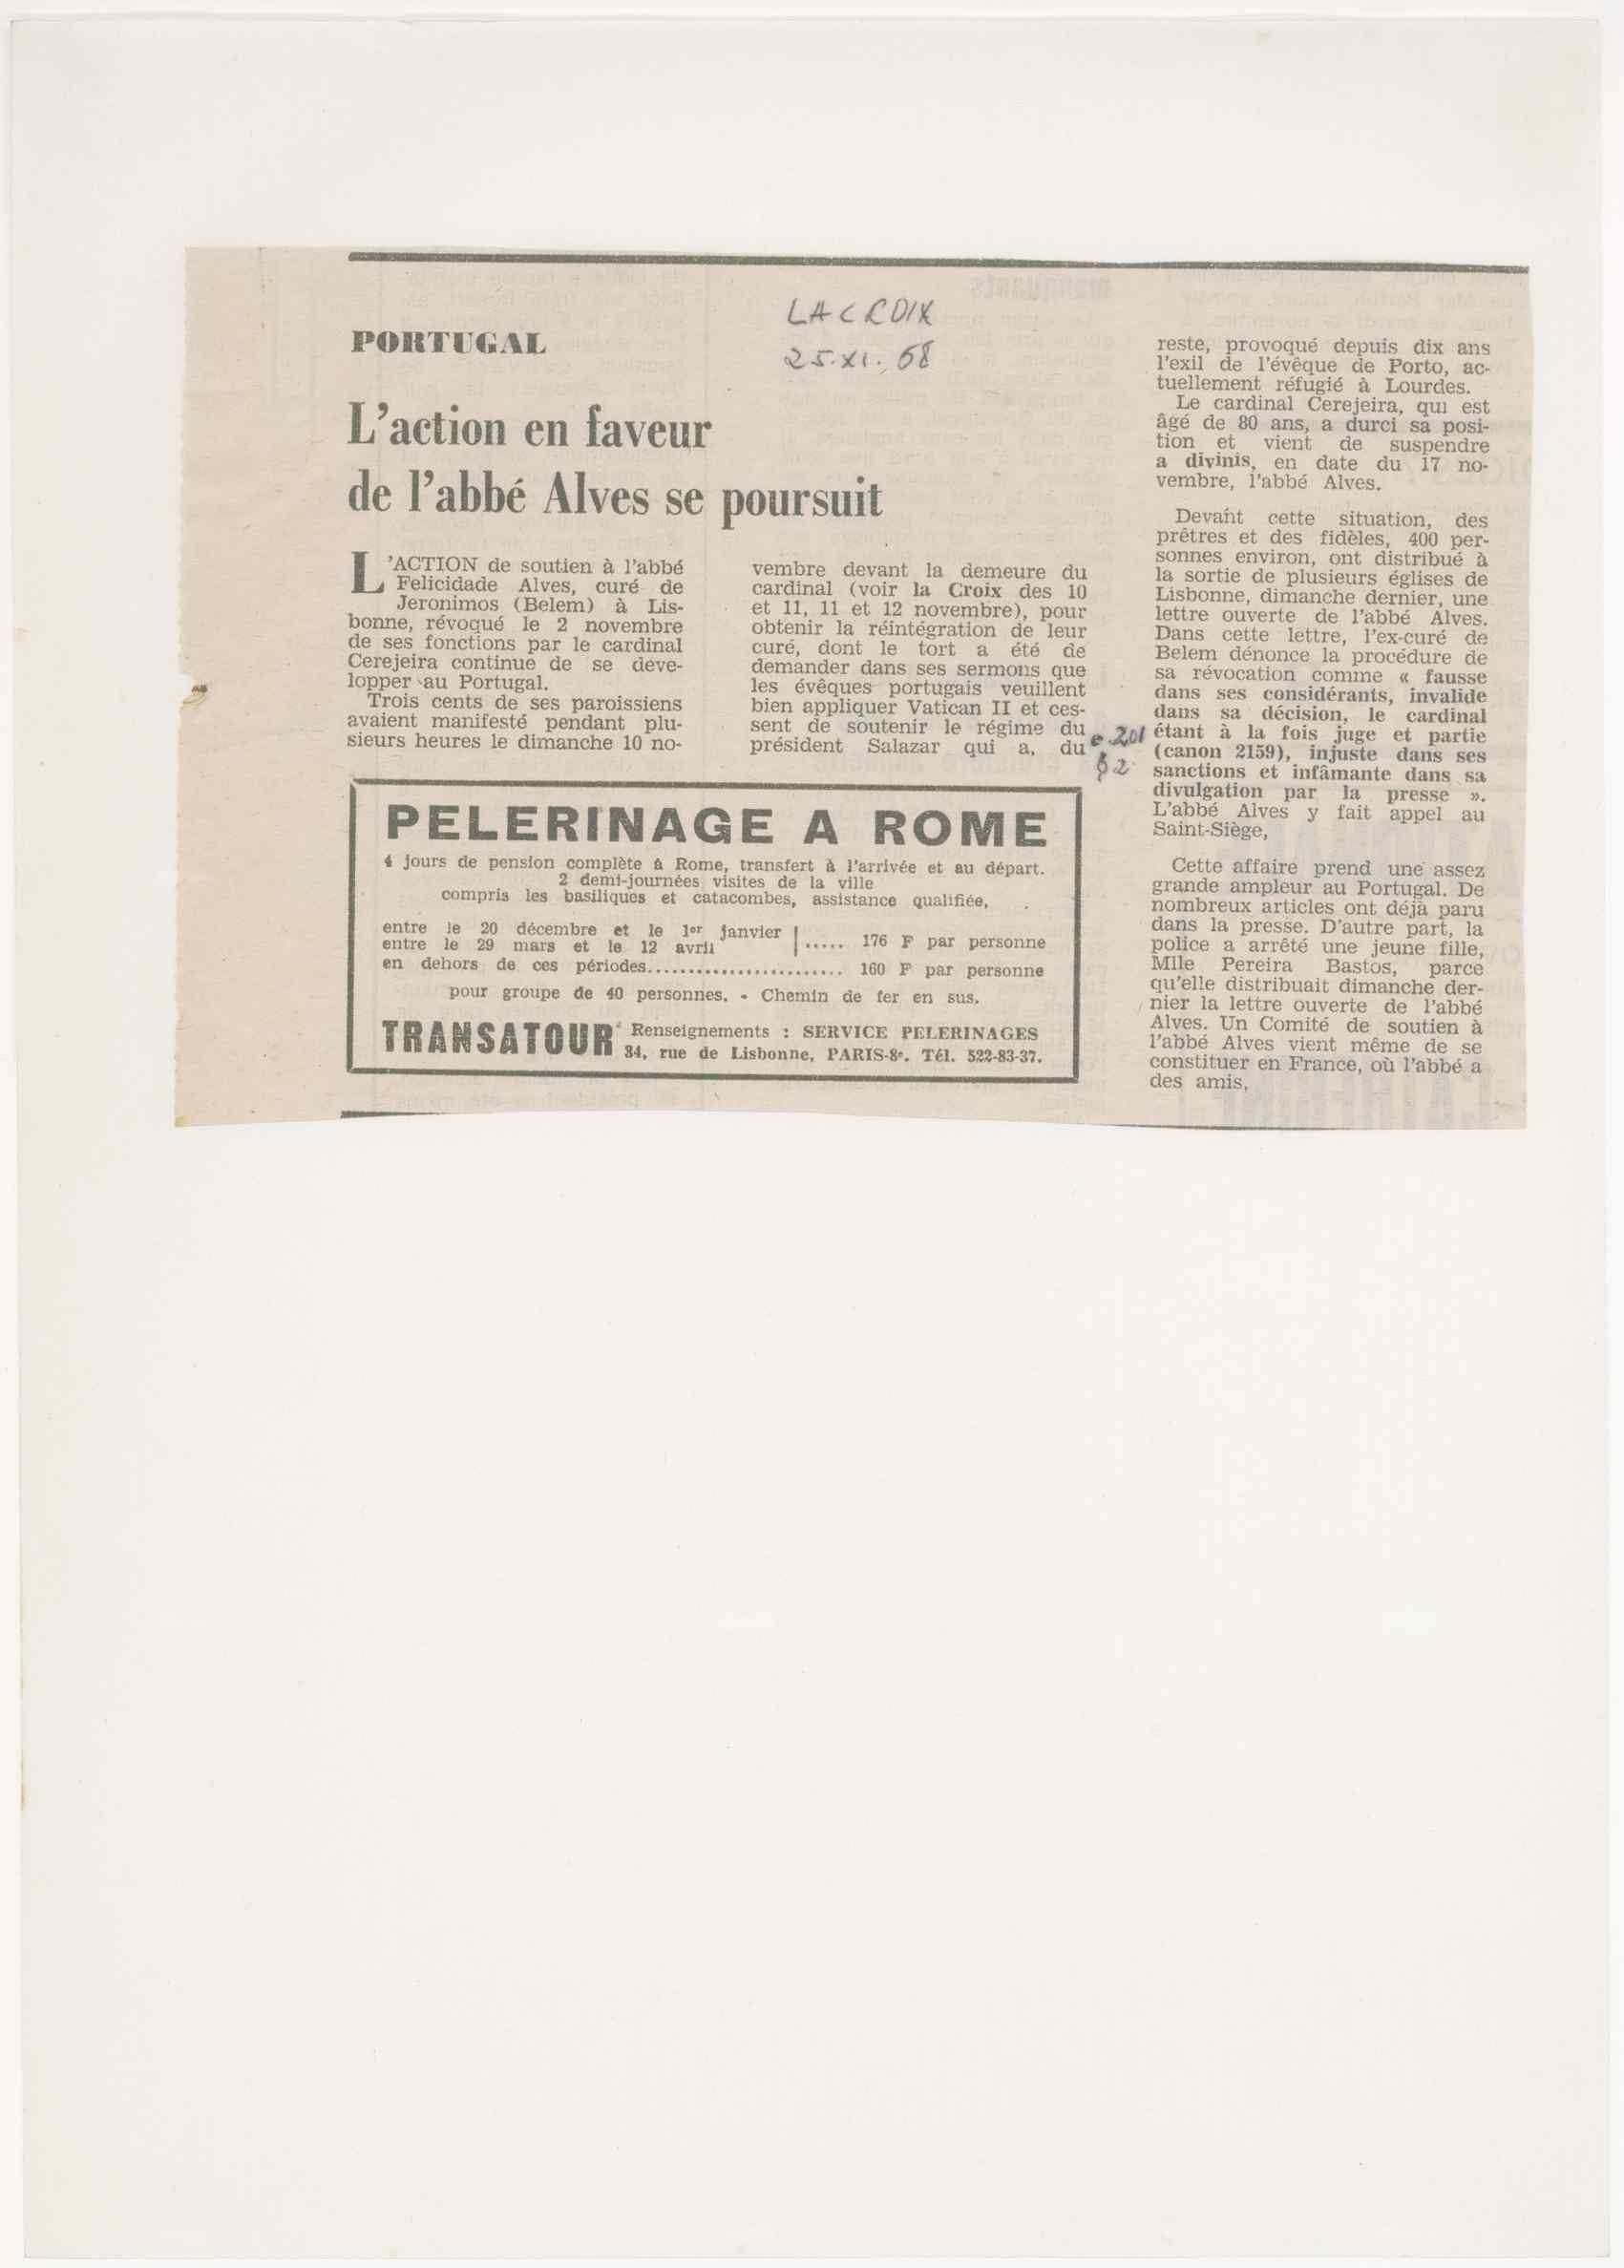 LA CROIX
25.XI.,68
PORTUGAL
L'action en faveur
de l'abbé Alves se poursuit
L'ACTION de soutien à l'abbé
Felicidade Alves, curé de
Jeronimos (Belem) à Lis-
bonne, révoqué le 2 novembre
de ses fonctions par le cardinal
Cerejeira continue de se deve-
lopper au Portugal.
Trois cents de ses paroissiens
avaient manifesté pendant plu-
sieurs heures le dimanche 10 no-
vembre devant la demeure du
cardinal (voir la Croix des 10
et 11, 11 et 12 novembre), pour
obtenir la réintégration de leur
curé, dont le tort a été de
demander dans ses sermons que
les évêques portugais veuillent
bien appliquer Vatican II et ces-
sent de soutenir le régime du
président Salazar qui a, du
reste, provoqué depuis dix ans
l'exil de l'évêque de Porto, ac-
tuellement réfugié à Lourdes.
Le cardinal Cerejeira, qui est
âgé de 80 ans, a durci sa posi-
tion et vient de suspendre
a divinis, en date du 17 no-
vembre, l'abbé Alves.
Devant cette situation, des
prêtres et des fidèles, 400 per-
sonnes environ, ont distribué à
la sortie de plusieurs églises de
Lisbonne, dimanche dernier, une
lettre ouverte de l'abbé Alves.
Dans cette lettre, l'ex-curé de
Belem dénonce la procédure de
sa révocation comme « fausse
dans ses considérants, invalide
dans sa décision, le cardinal
étant à la fois juge et partie
(canon 2159), injuste dans ses
sanctions et infâmante dans sa
divulgation par la presse ».
L'abbé Alves y fait appel au
Saint-Siège,
Cette affaire prend une assez
grande ampleur au Portugal. De
nombreux articles ont déjà paru
dans la presse. D'autre part, la
police a arrêté une jeune fille,
Mlle Pereira Bastos, parce
qu'elle distribuait dimanche der-
nier la lettre ouverte de l'abbé
Alves. Un Comité de soutien à
l'abbé Alves vient même de se
constituer en France, où l'abbé a
des amis,
c 201
§ 2
PELERINAGE A ROME
4 jours de pension complète à Rome, transfert à l'arrivée et au départ.
2 demi-journées visites de la ville
compris les basiliques et catacombes, assistance qualifiée,
entre le 20 décembre et le 1er janvier
entre le 29 mars et le 12 avril ..... 176 F par personne
en dehors de ces périodes........................ 160 F par personne
pour groupe de 40 personnes. - Chemin de fer en sus.
TRANSATOUR Renseignements : SERVICE PELERINAGES
34, rue de Lisbonne, PARIS-8e. Tél. 522-83-37.